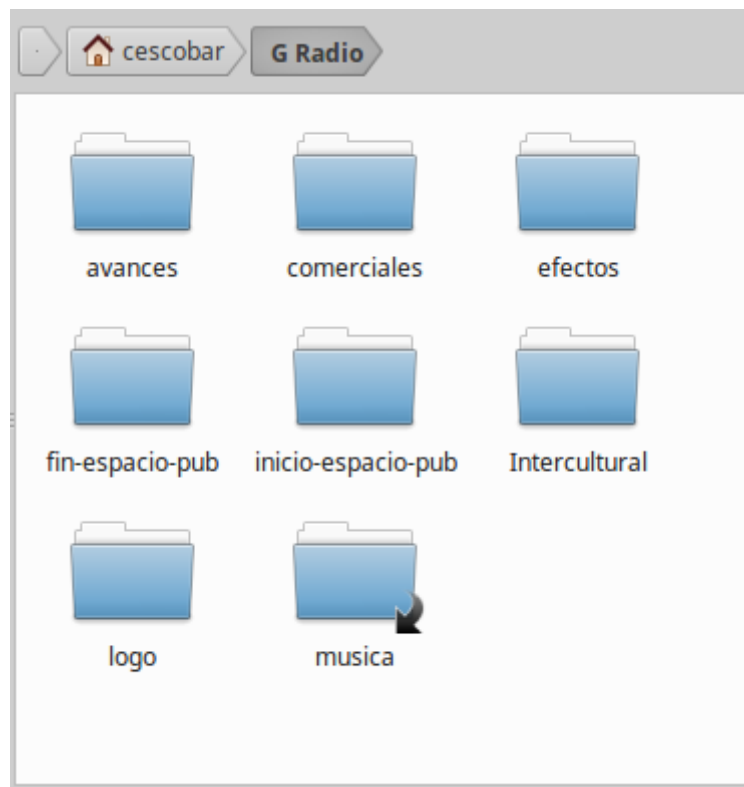 cescobar G Radio
avances comerciales efectos
fin-espacio-pub inicio-espacio-pub Intercultural
logo musica